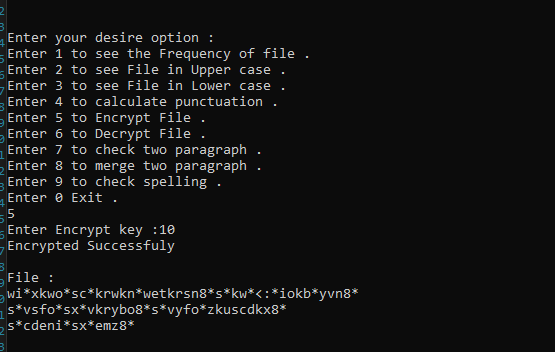 Enter your desire option :
Enter 1 to see the Frequency of file .
Enter 2 to see File in Upper case .
Enter 3 to see File in Lower case .
Enter 4 to calculate punctuation .
Enter 5 to Encrypt File .
Enter 6 to Decrypt File .
Enter 7 to check two paragraph .
Enter 8 to merge two paragraph .
Enter 9 to check spelling .
Enter 0 Exit .
5
Enter Encrypt key :10
Encrypted Successfuly
File :
wi*xkwo*sc*krwkn*wetkrsn8*s*kw*<:*iokb*yvn8*
s*vsfo*sx*vkrybo8*s*vyfo*zkuscdkx8*
s*cdeni*sx*emz8*